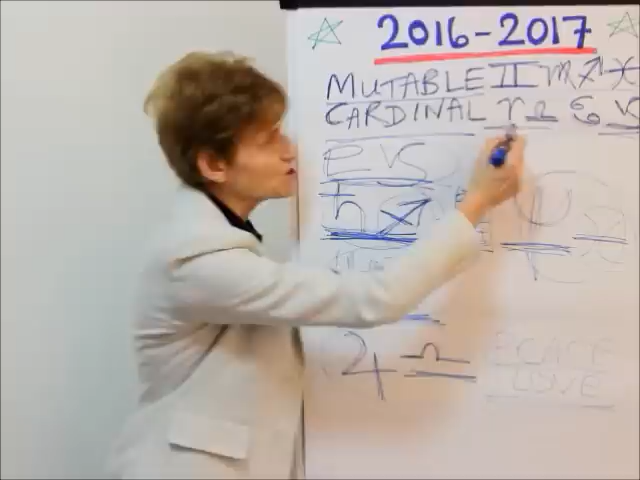 2016-2017
MUTABLE ♊ ♍ ♐ ♓
CARDINAL ♈ ♎ ♋ ♑
♇ ♑
♄ ♐
♃ ♎ PEACE
LOVE